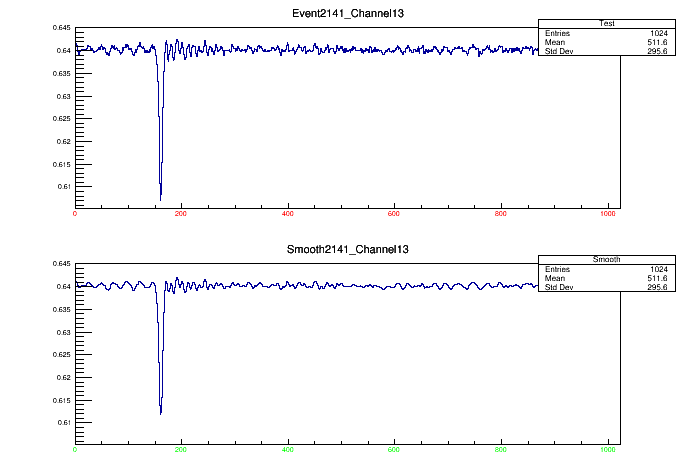 Event2141_Channel13
Test
Entries 1024
Mean 511.6
Std Dev 295.6
0.645
0.64
0.635
0.63
0.625
0.62
0.615
0.61
0 200 400 600 800 1000
Smooth2141_Channel13
Smooth
Entries 1024
Mean 511.6
Std Dev 295.6
0.645
0.64
0.635
0.63
0.625
0.62
0.615
0.61
0 200 400 600 800 1000